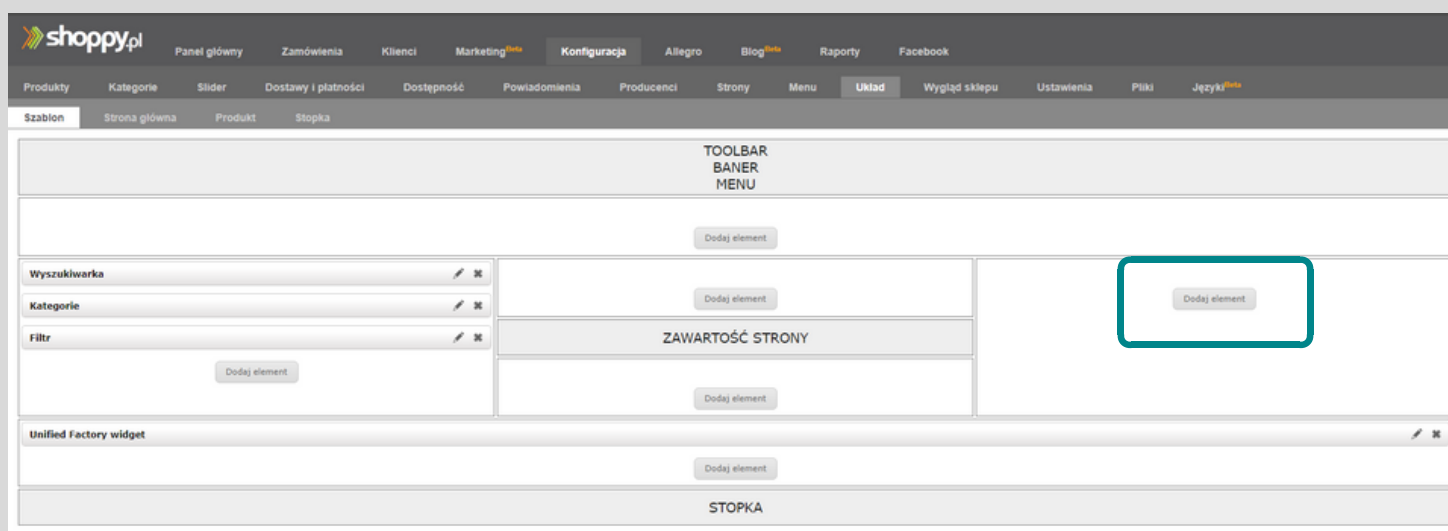 shoppy.pl
Panel główny Zamówienia Klienci Marketing Beta Konfiguracja Allegro Blog Beta Raporty Facebook
Produkty Kategorie Slider Dostawy i płatności Dostępność Powiadomienia Producenci Strony Menu Układ Wygląd sklepu Ustawienia Pliki Języki Beta
Szablon Strona główna Produkt Stopka
TOOLBAR
BANER
MENU
Dodaj element
Wyszukiwarka
Kategorie
Filtr
Dodaj element
Dodaj element
ZAWARTOŚĆ STRONY
Dodaj element
Dodaj element
Unified Factory widget
Dodaj element
STOPKA